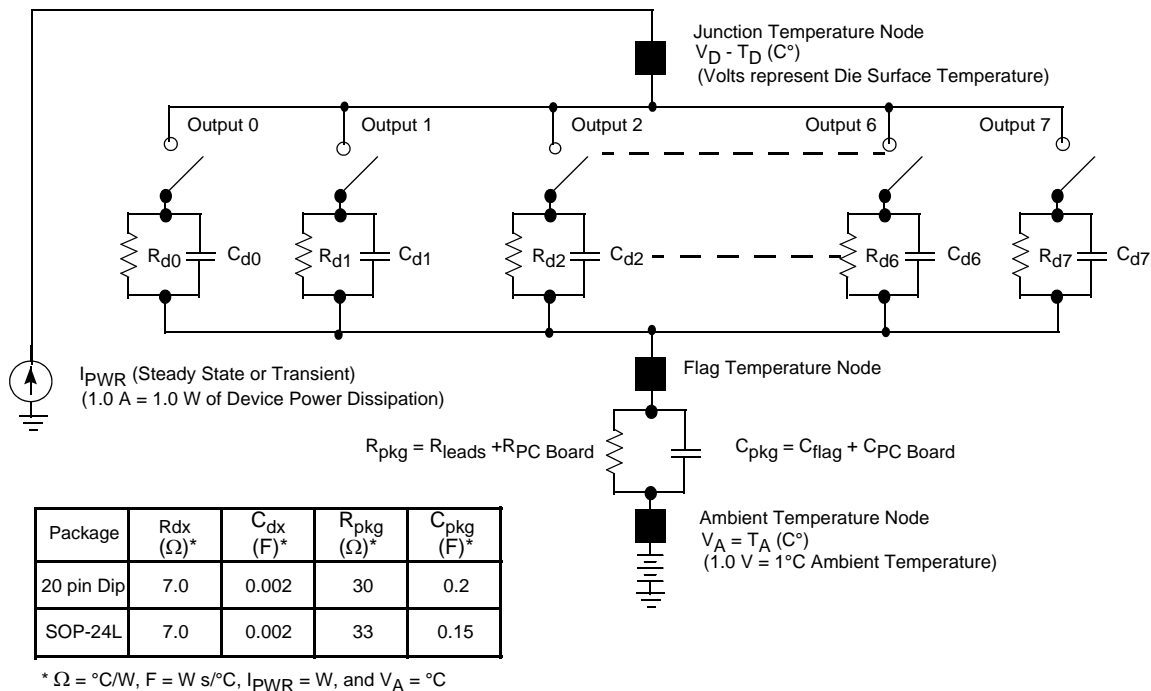 Junction Temperature Node
VD - TD (C°)
(Volts represent Die Surface Temperature)
Output 0
Output 1
Output 2
Output 6
Output 7
Rd0
Cd0
Rd1
Cd1
Rd2
Cd2
Rd6
Cd6
Rd7
Cd7
IPWR (Steady State or Transient)
(1.0 A = 1.0 W of Device Power Dissipation)
Flag Temperature Node
Rpkg = Rleads +RPC Board
Cpkg = Cflag + CPC Board
Ambient Temperature Node
VA = TA (C°)
(1.0 V = 1°C Ambient Temperature)
Package Rdx (Ω)* Cdx (F)* Rpkg (Ω)* Cpkg (F)*
20 pin Dip 7.0 0.002 30 0.2
SOP-24L 7.0 0.002 33 0.15
* Ω = °C/W, F = W s/°C, IPWR = W, and VA = °C